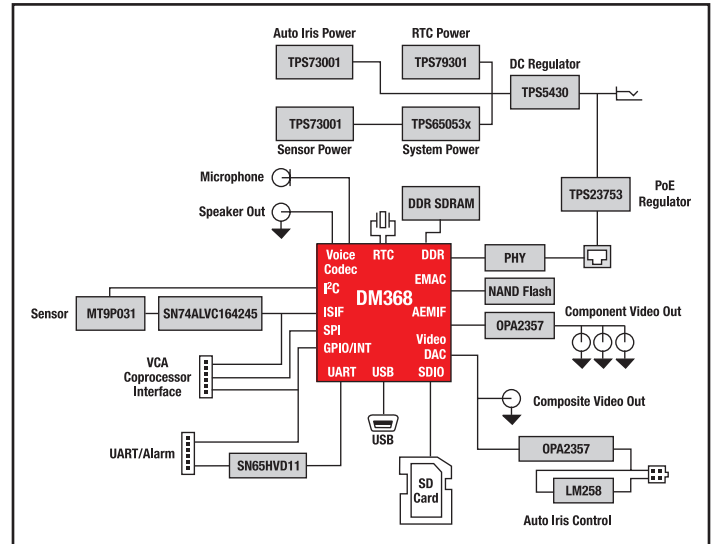 Auto Iris Power
RTC Power
TPS73001
TPS79301
DC Regulator
TPS5430
TPS73001
TPS65053x
Sensor Power
System Power
Microphone
TPS23753
PoE
Regulator
Speaker Out
DDR SDRAM
Voice
Codec
RTC
DDR
PHY
I²C
EMAC
DM368
NAND Flash
Sensor
MT9P031
SN74ALVC164245
ISIF
AEMIF
Component Video Out
OPA2357
SPI
Video
DAC
GPIO/INT
VCA
Coprocessor
Interface
UART
USB
SDIO
Composite Video Out
USB
UART/Alarm
SN65HVD11
OPA2357
SD
Card
LM258
Auto Iris Control